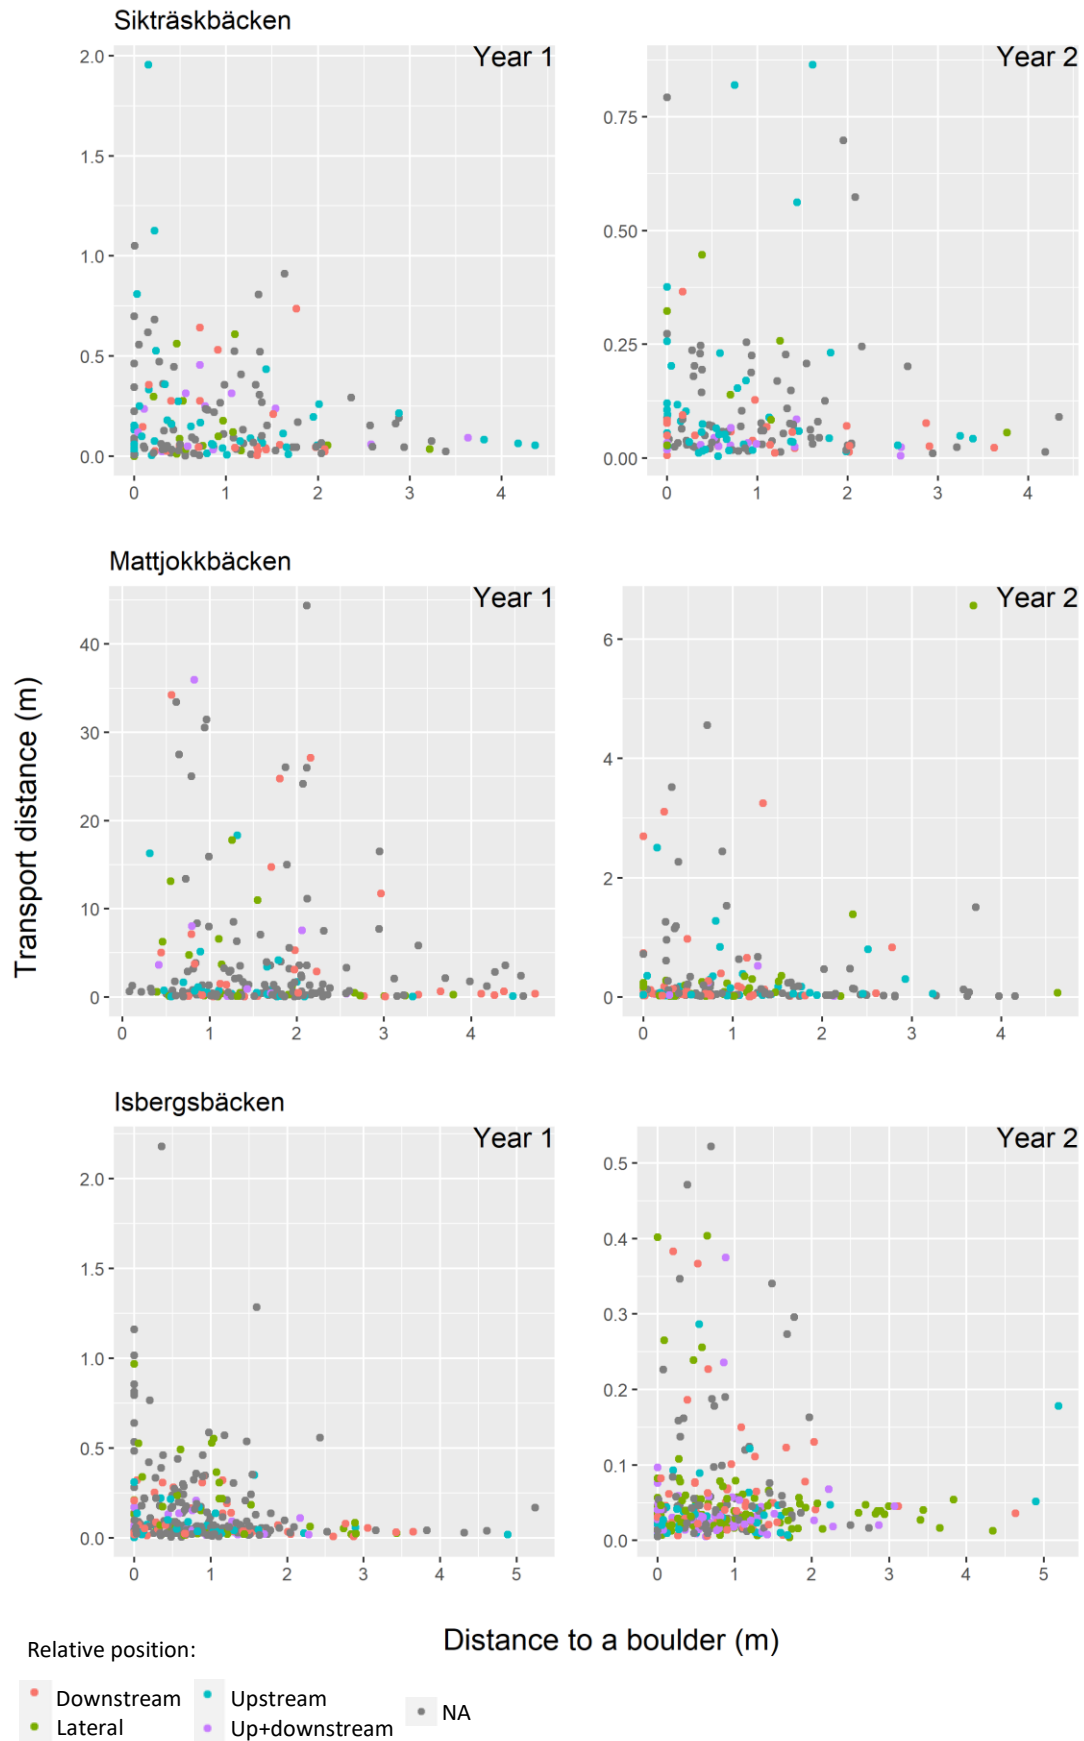 Sikträskbäcken
Year 1
Year 2
2.0
1.5
1.0
0.5
0.0
0.75
0.50
0.25
0.00
0 1 2 3 4
0 1 2 3 4
Mattjokkbäcken
Year 1
Year 2
40
30
20
10
0
6
4
2
0
0 1 2 3 4
0 1 2 3 4
Transport distance (m)
Isbergsbäcken
Year 1
Year 2
2.0
1.5
1.0
0.5
0.0
0.5
0.4
0.3
0.2
0.1
0.0
0 1 2 3 4 5
0 1 2 3 4 5
Distance to a boulder (m)
Relative position:
Downstream
Lateral
Upstream
Up+downstream
NA